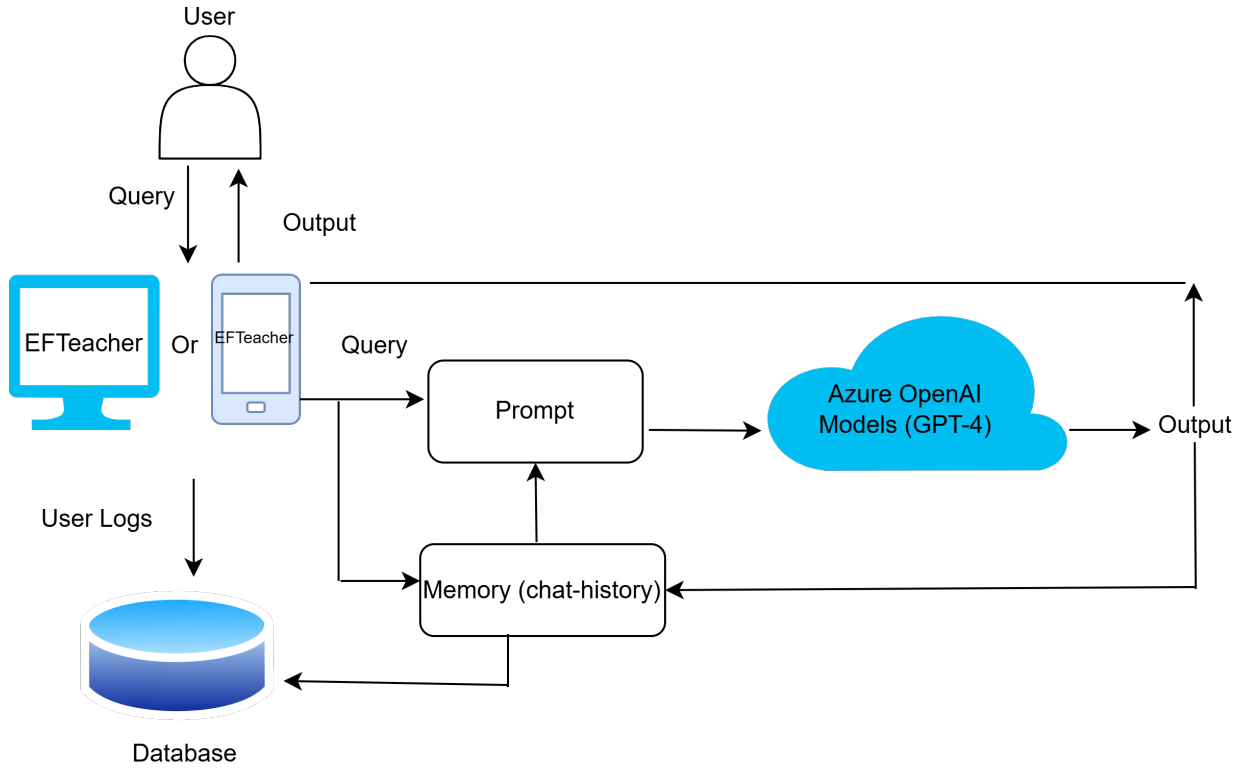 User
Query
Output
EFTeacher
Or
EFTeacher
Query
Prompt
Azure OpenAI
Models (GPT-4)
Output
User Logs
Memory (chat-history)
Database